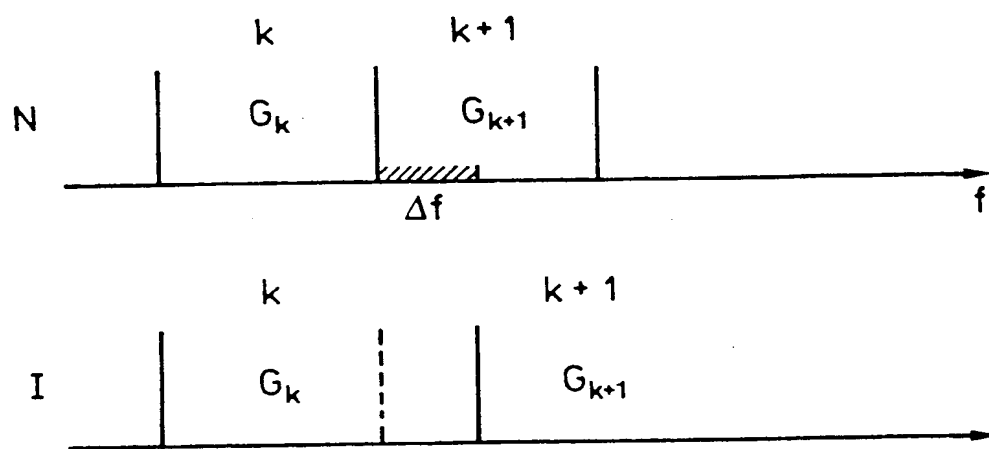 k k + 1
N G_k G_{k+1}
Δf f
k k + 1
I G_k G_{k+1}